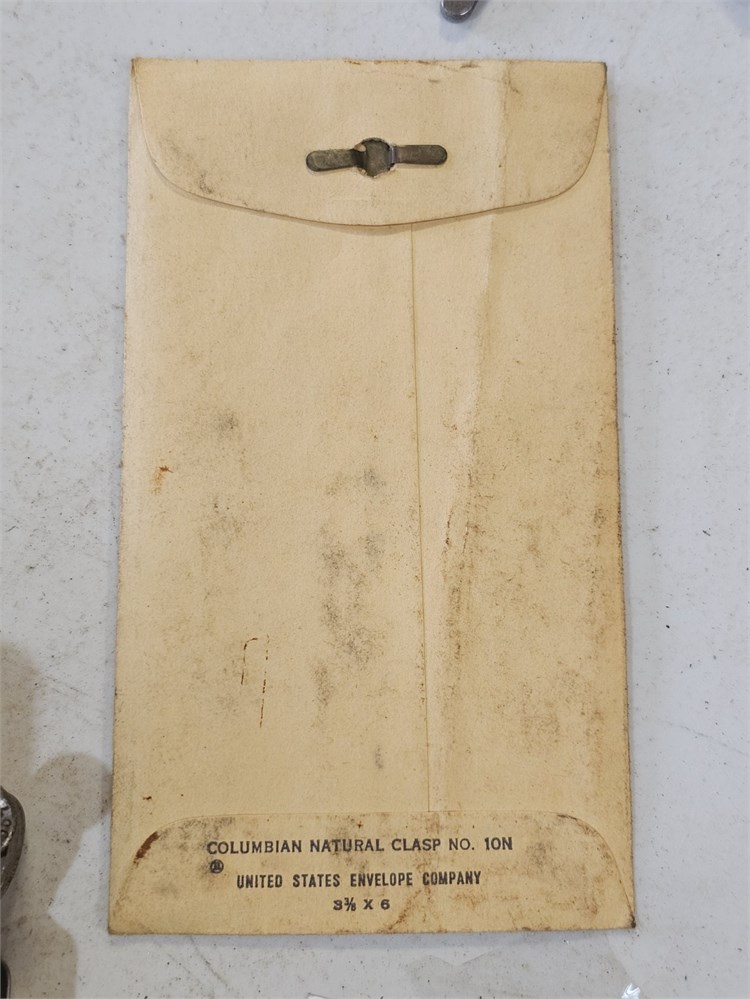 COLUMBIAN NATURAL CLASP NO. 10N
UNITED STATES ENVELOPE COMPANY
3⅜ X 6